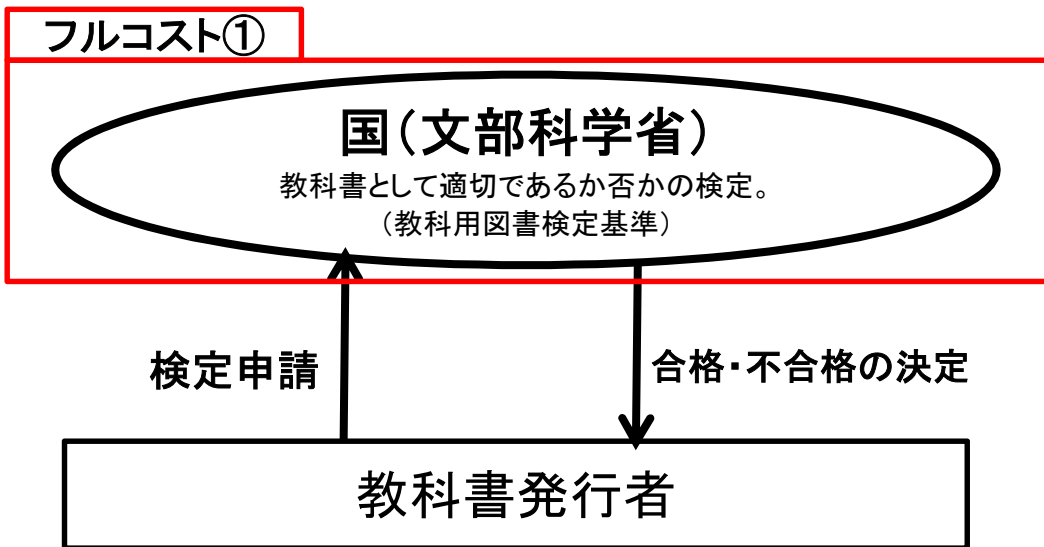 フルコスト①
国（文部科学省）
教科書として適切であるか否かの検定。
（教科用図書検定基準）
検定申請
合格・不合格の決定
教科書発行者